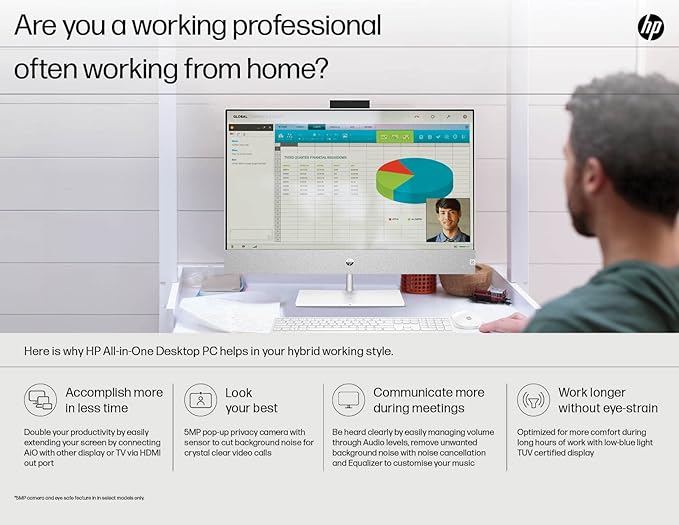 Are you a working professional
often working from home?
hp
GLOBAL
THIRD QUARTER FINANCIAL BREAKDOWN
hp
Here is why HP All-in-One Desktop PC helps in your hybrid working style.
Accomplish more
in less time
Double your productivity by easily
extending your screen by connecting
AiO with other display or TV via HDMI
out port
Look
your best
5MP pop-up privacy camera with
sensor to cut background noise for
crystal clear video calls
Communicate more
during meetings
Be heard clearly by easily managing volume
through Audio levels, remove unwanted
background noise with noise cancellation
and Equalizer to customise your music
Work longer
without eye-strain
Optimized for more comfort during
long hours of work with low-blue light
TUV certified display
*5MP camera and eye safe feature in in select models only.